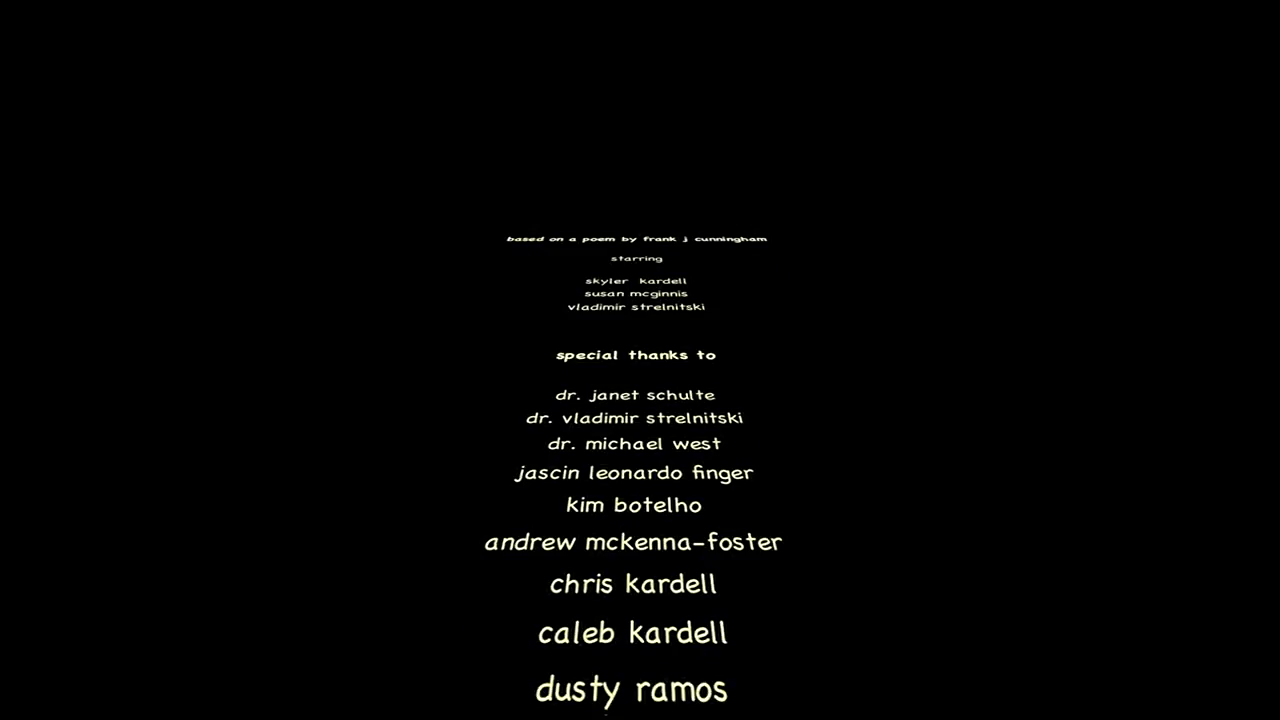 based on a poem by frank j cunningham
starring
skyler kardell
susan mcginnis
vladimir strelnitski
special thanks to
dr. janet schulte
dr. vladimir strelnitski
dr. michael west
jascin leonardo finger
kim botelho
andrew mckenna-foster
chris kardell
caleb kardell
dusty ramos